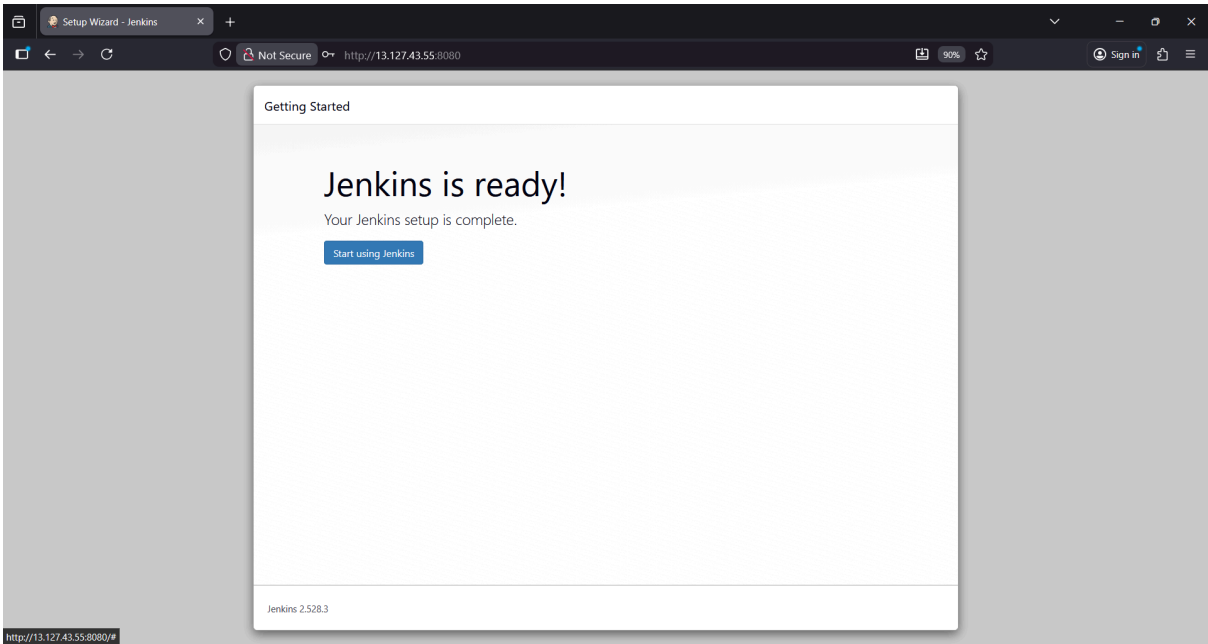 Setup Wizard - Jenkins
Not Secure http://13.127.43.55:8080 90% Sign in
Getting Started
Jenkins is ready!
Your Jenkins setup is complete.
Start using Jenkins
Jenkins 2.528.3
http://13.127.43.55:8080/#